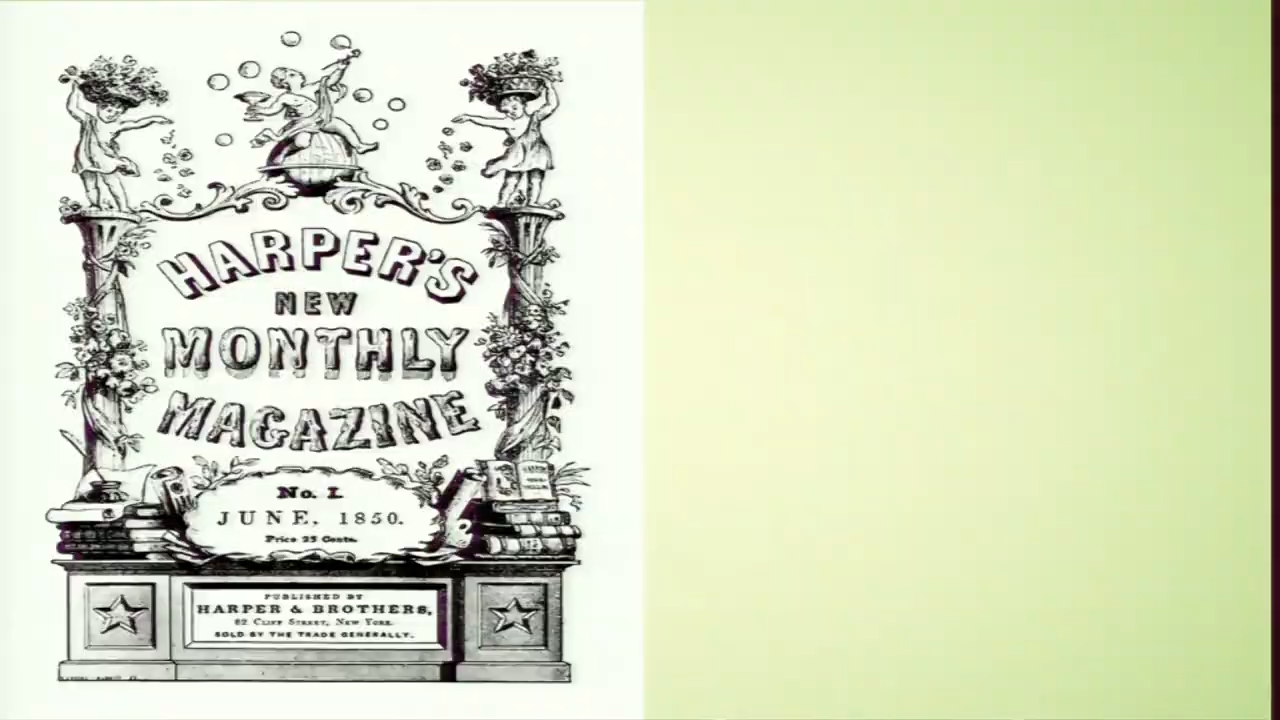 HARPER'S
NEW
MONTHLY
MAGAZINE
No. I.
JUNE, 1850.
Price 25 Cents.
PUBLISHED BY
HARPER & BROTHERS,
82 Cliff Street, New York.
SOLD BY THE TRADE GENERALLY.